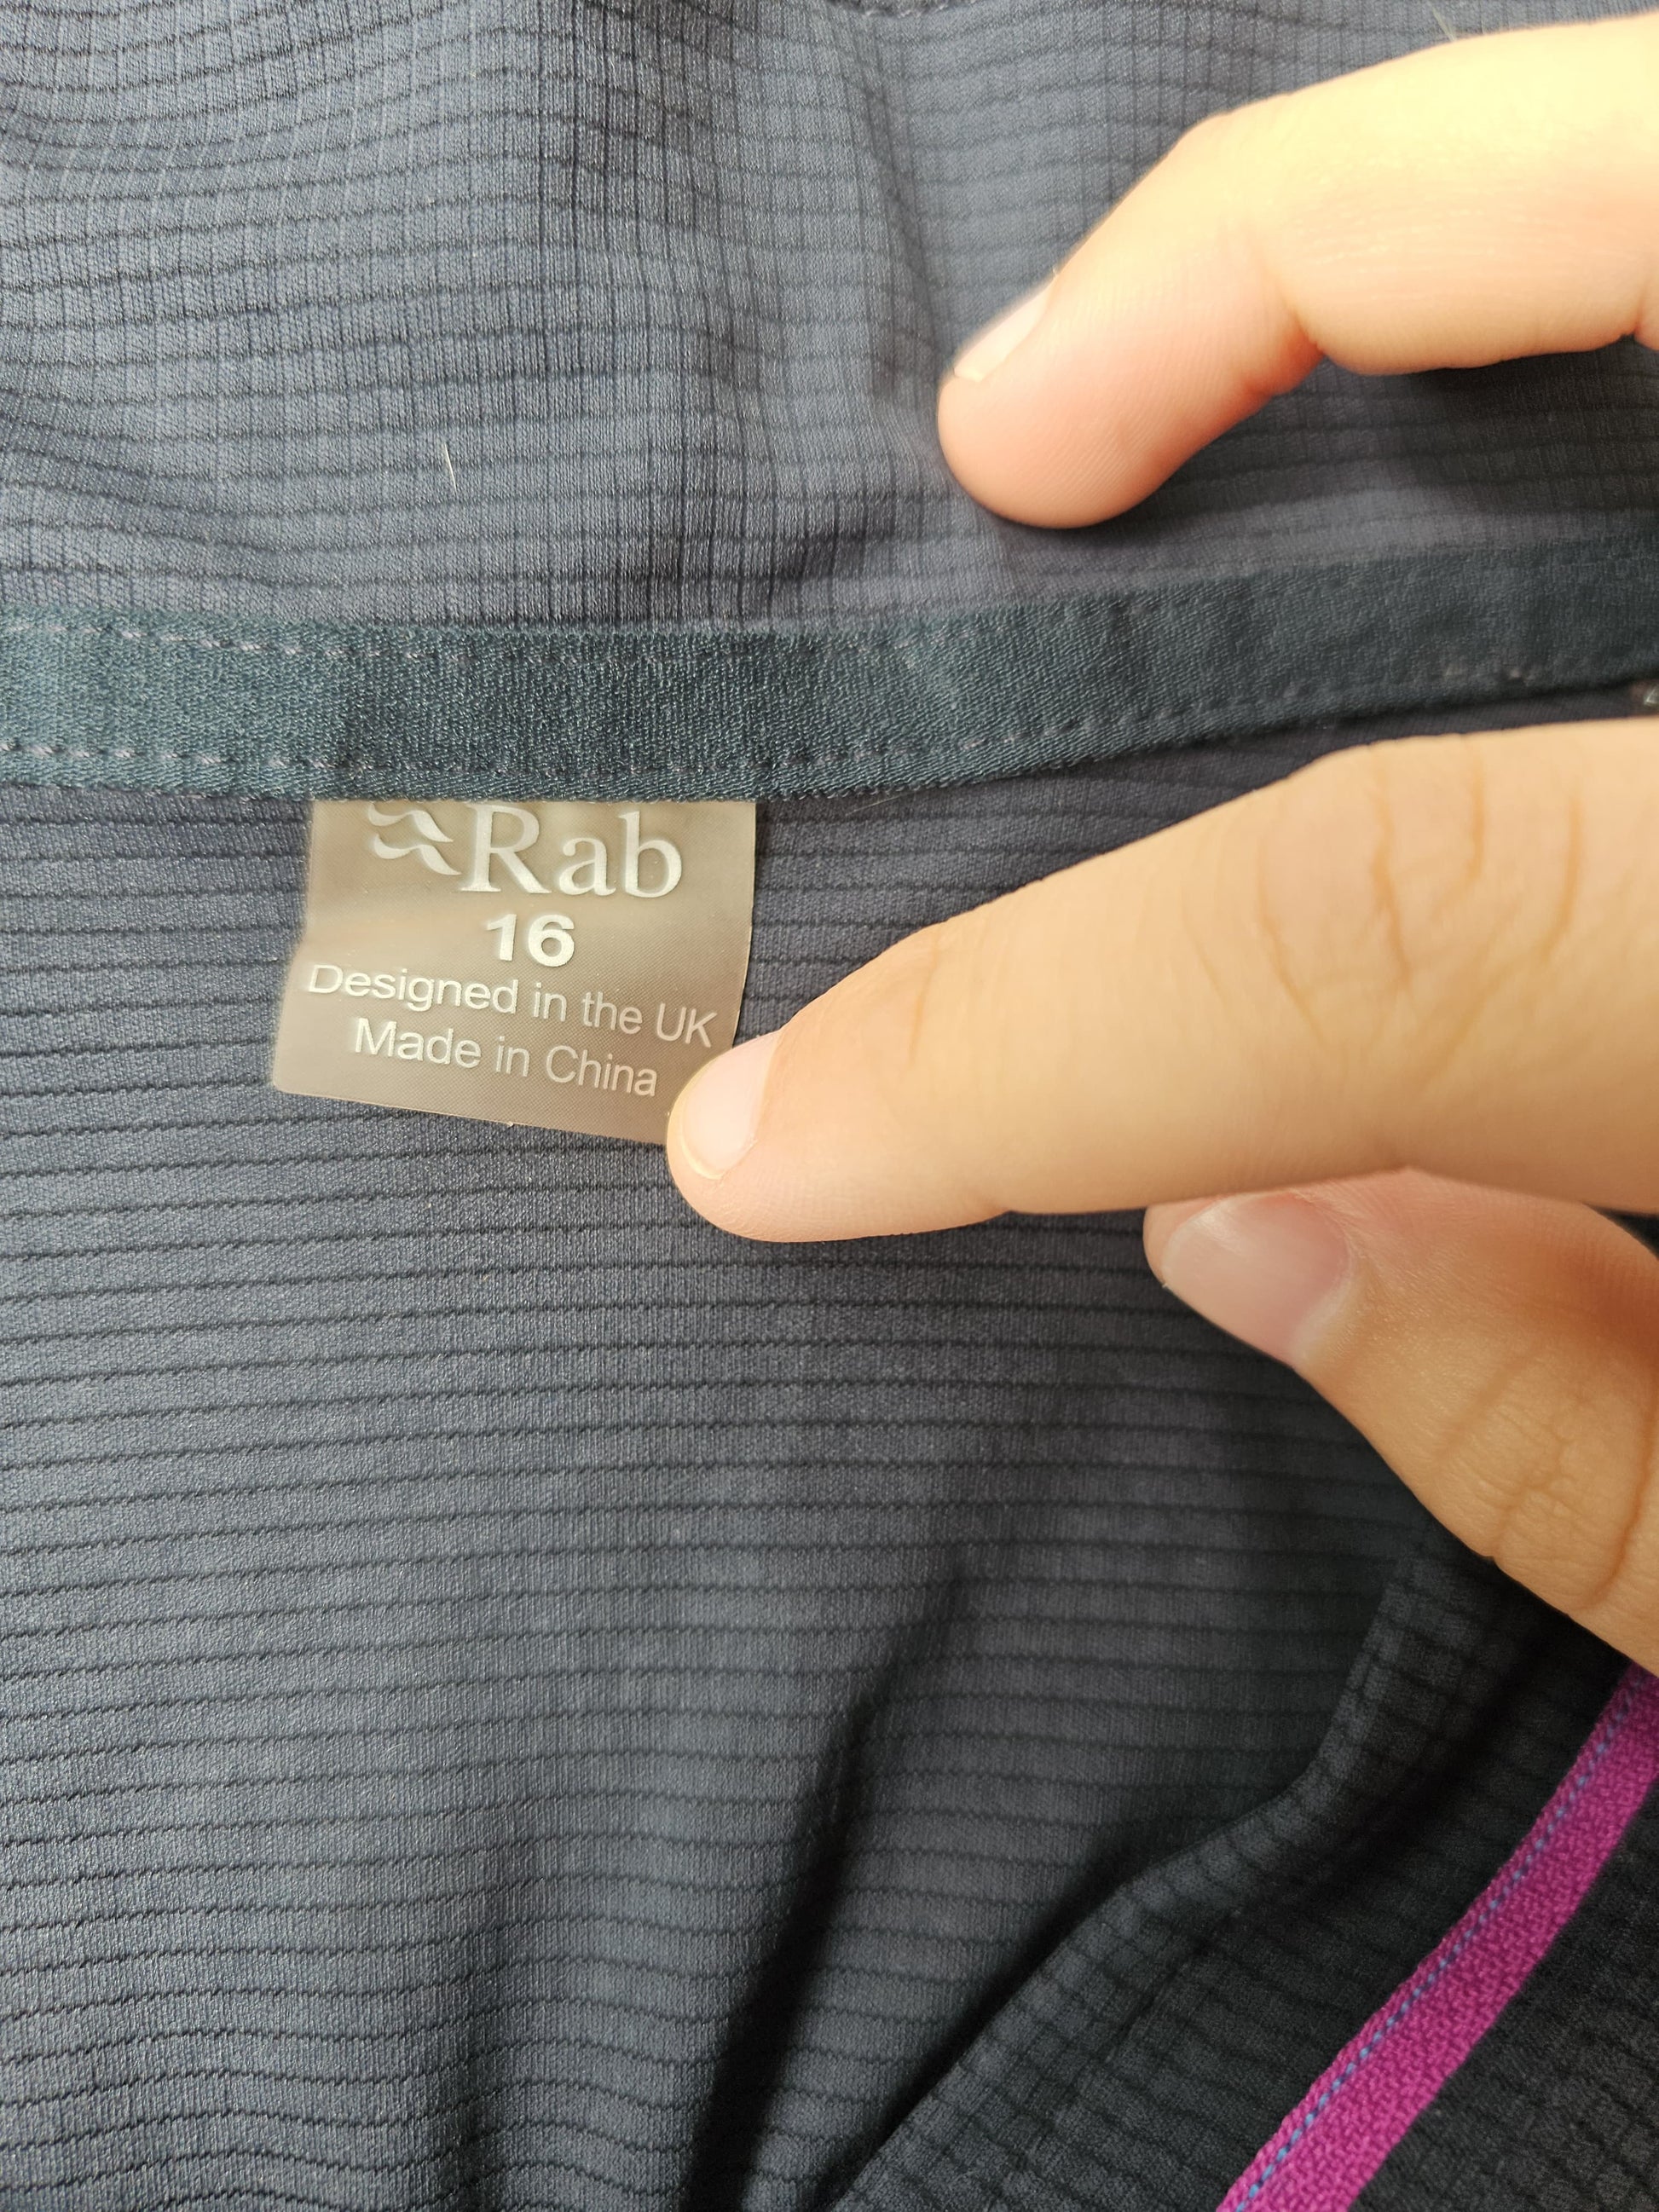 Rab
16
Designed in the UK
Made in China